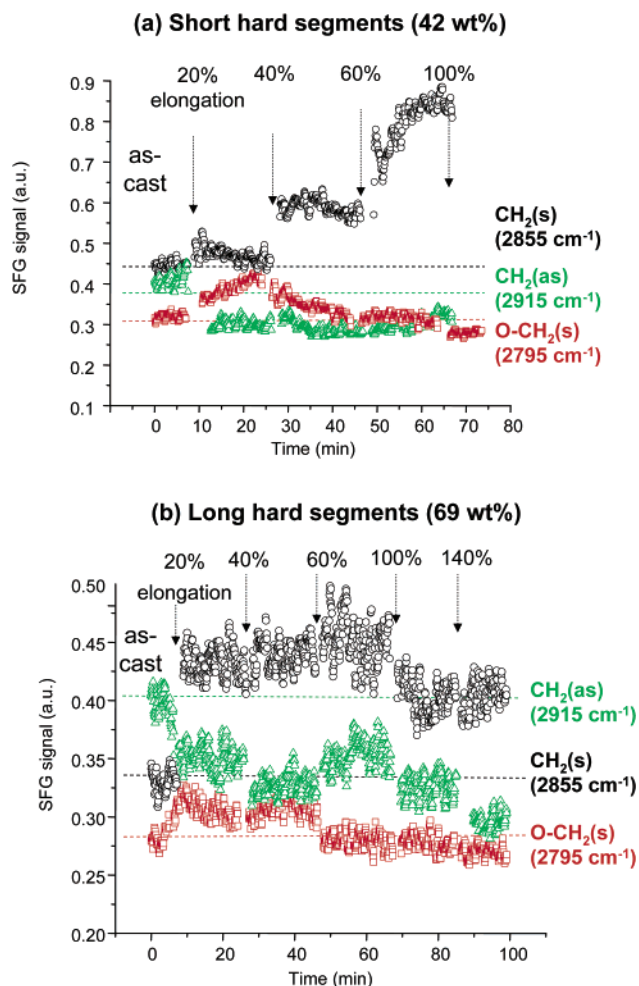 (a) Short hard segments (42 wt%)
20% 40% 60% 100%
elongation
as-
cast
0.9
0.8
0.7
0.6
0.5
0.4
0.3
0.2
0.1
SFG signal (a.u.)
CH₂(s)
(2855 cm⁻¹)
CH₂(as)
(2915 cm⁻¹)
O-CH₂(s)
(2795 cm⁻¹)
0 10 20 30 40 50 60 70 80
Time (min)
(b) Long hard segments (69 wt%)
20% 40% 60% 100% 140%
elongation
as-
cast
0.50
0.45
0.40
0.35
0.30
0.25
0.20
SFG signal (a.u.)
CH₂(as)
(2915 cm⁻¹)
CH₂(s)
(2855 cm⁻¹)
O-CH₂(s)
(2795 cm⁻¹)
0 20 40 60 80 100
Time (min)